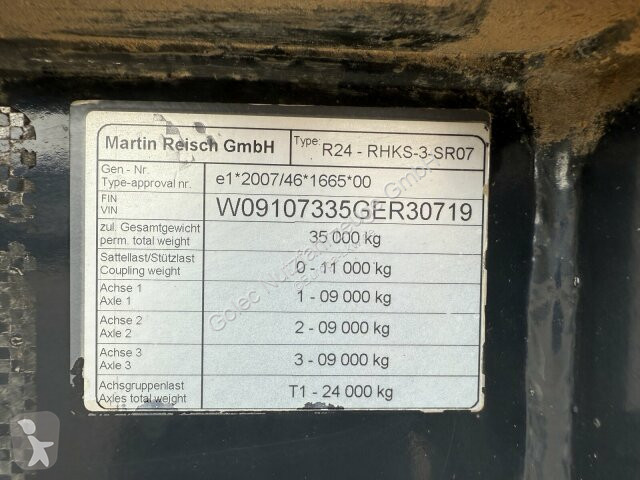 Martin Reisch GmbH
Type: R24 - RHKS-3-SR07
Gen - Nr.
Type-approval nr.
e1*2007/46*1665*00
FIN
VIN
W09107335GER30719
zul. Gesamtgewicht
perm. total weight
35 000 kg
Sattellast/Stützlast
Coupling weight
0 - 11 000 kg
Achse 1
Axle 1
1 - 09 000 kg
Achse 2
Axle 2
2 - 09 000 kg
Achse 3
Axle 3
3 - 09 000 kg
Achsgruppenlast
Axles total weight
T1 - 24 000 kg
Golec Nutzfahrzeuge GmbH